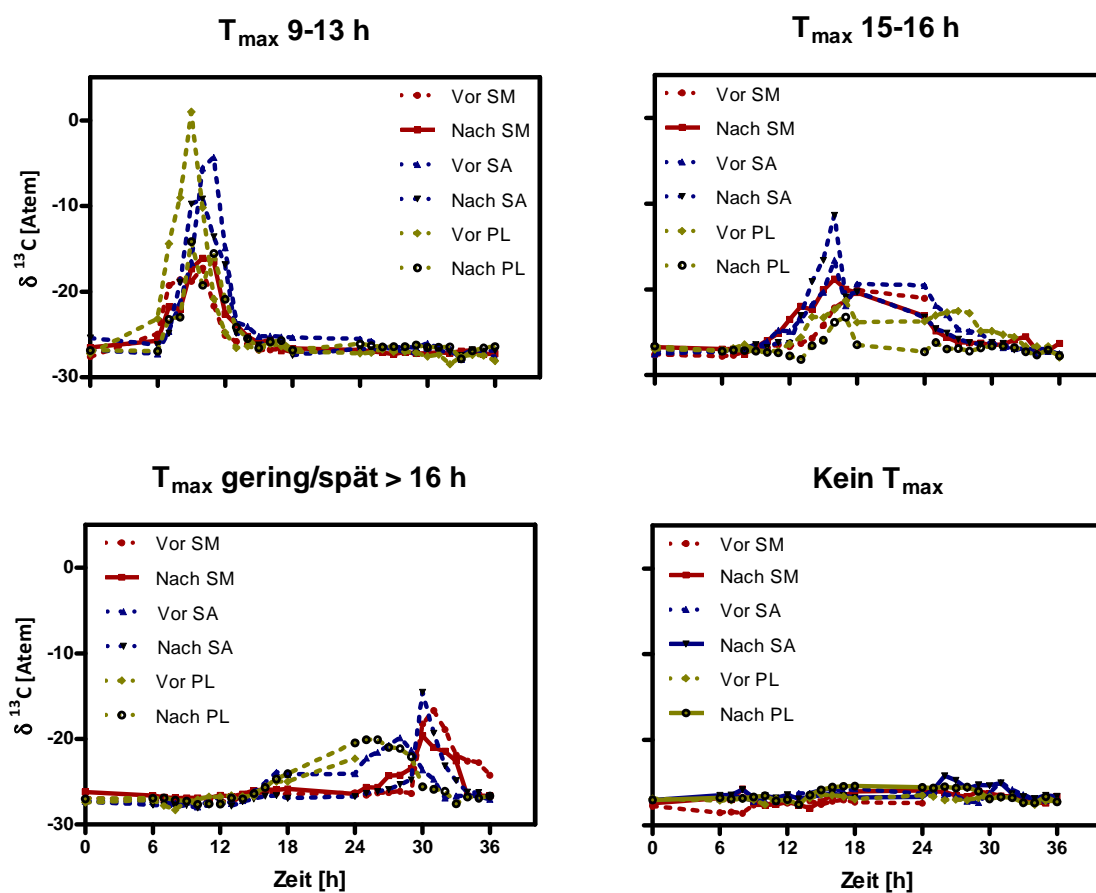 T max 9-13 h
T max 15-16 h
δ 13C [Atem]
0
-10
-20
-30
Vor SM
Nach SM
Vor SA
Nach SA
Vor PL
Nach PL
Vor SM
Nach SM
Vor SA
Nach SA
Vor PL
Nach PL
T max gering/spät > 16 h
Kein T max
δ 13C [Atem]
0
-10
-20
-30
Vor SM
Nach SM
Vor SA
Nach SA
Vor PL
Nach PL
Vor SM
Nach SM
Vor SA
Nach SA
Vor PL
Nach PL
0 6 12 18 24 30 36
0 6 12 18 24 30 36
Zeit [h]
Zeit [h]